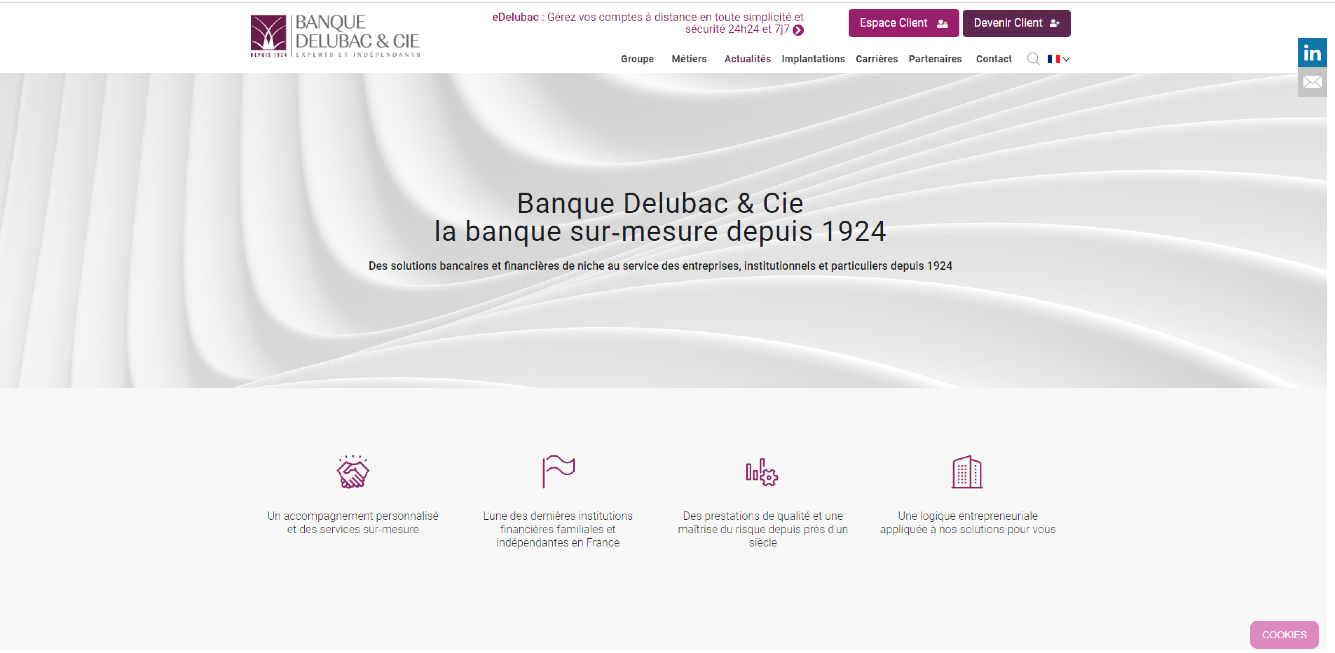 BANQUE
DELUBAC & CIE
DEPUIS 1924 EXPERTS ET INDÉPENDANTS
eDelubac : Gérez vos comptes à distance en toute simplicité et
sécurité 24h24 et 7j7
Espace Client
Devenir Client
Groupe Métiers Actualités Implantations Carrières Partenaires Contact
in
Banque Delubac & Cie
la banque sur-mesure depuis 1924
Des solutions bancaires et financières de niche au service des entreprises, institutionnels et particuliers depuis 1924
Un accompagnement personnalisé
et des services sur-mesure
L'une des dernières institutions
financières familiales et
indépendantes en France
Des prestations de qualité et une
maîtrise du risque depuis près d'un
siècle
Une logique entrepreneuriale
appliquée à nos solutions pour vous
COOKIES